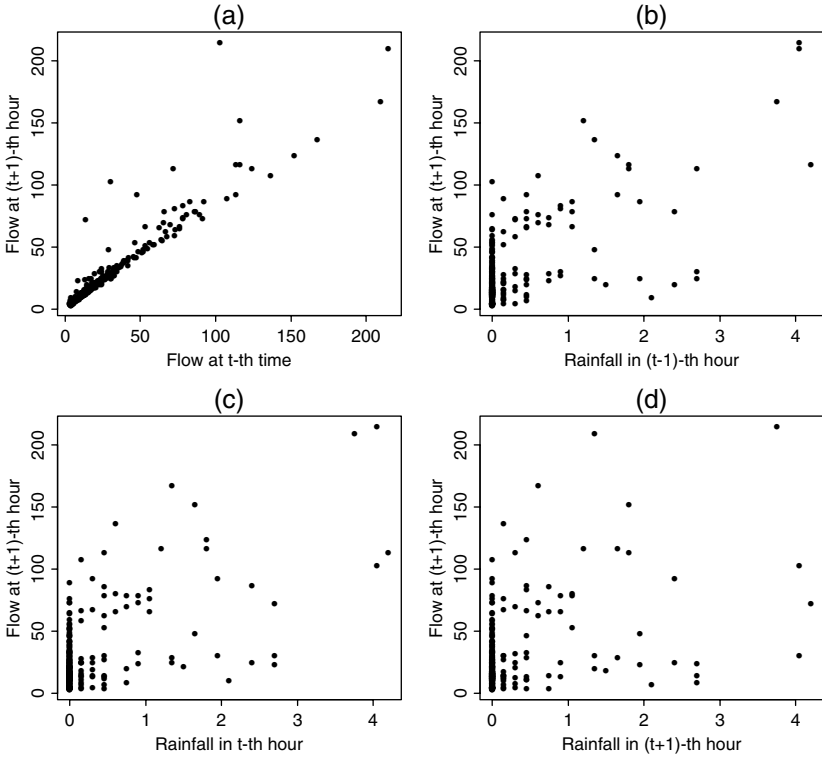 (a)
Flow at (t+1)-th hour
0 50 100 150 200
0 50 100 150 200
Flow at t-th time
(b)
Flow at (t+1)-th hour
0 50 100 150 200
0 1 2 3 4
Rainfall in (t-1)-th hour
(c)
Flow at (t+1)-th hour
0 50 100 150 200
0 1 2 3 4
Rainfall in t-th hour
(d)
Flow at (t+1)-th hour
0 50 100 150 200
0 1 2 3 4
Rainfall in (t+1)-th hour